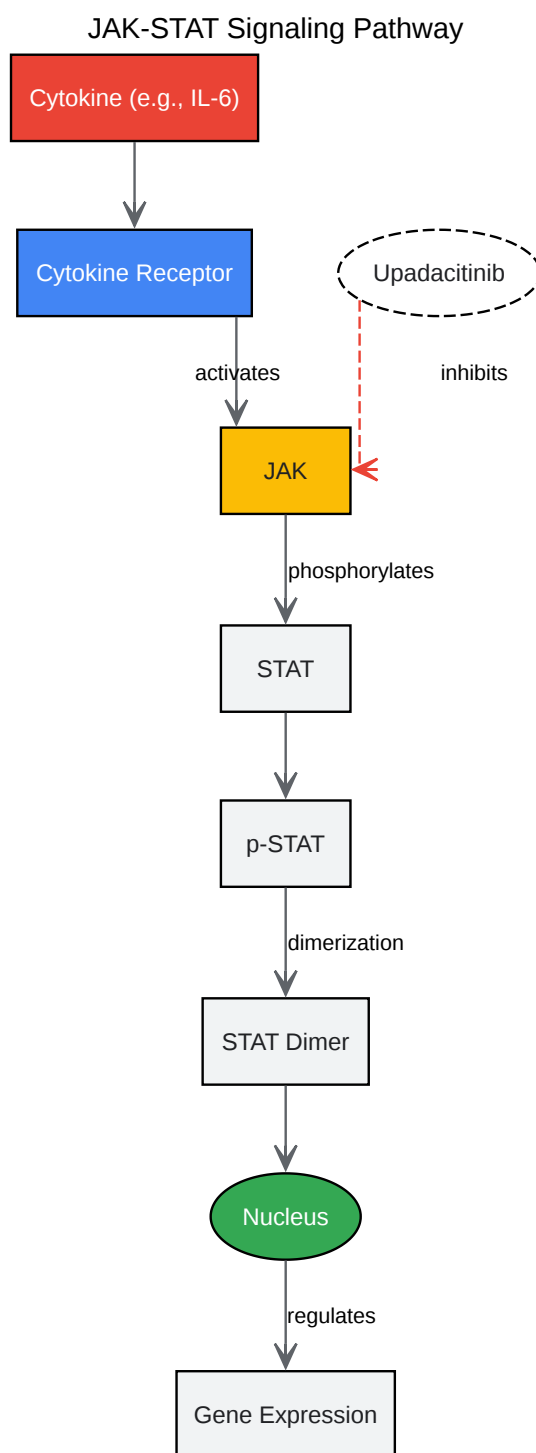 JAK-STAT Signaling Pathway
Cytokine (e.g., IL-6)
Cytokine Receptor
Upadacitinib
activates
inhibits
JAK
phosphorylates
STAT
p-STAT
dimerization
STAT Dimer
Nucleus
regulates
Gene Expression